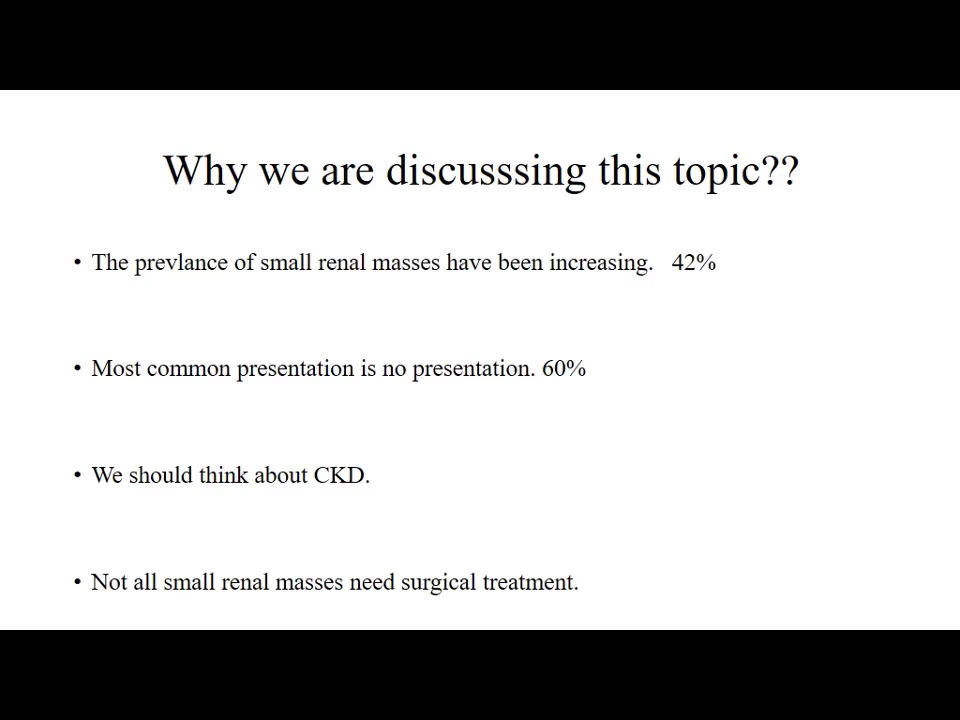 Why we are discusssing this topic??
• The prevlance of small renal masses have been increasing. 42%
• Most common presentation is no presentation. 60%
• We should think about CKD.
• Not all small renal masses need surgical treatment.